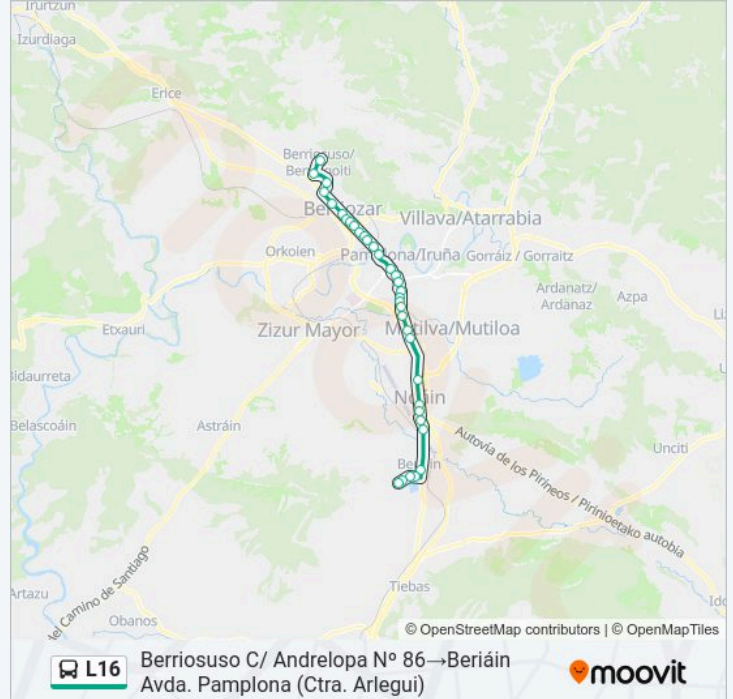 Irurtzun
Izurdiaga
Erice
Berriosuso/
Berriogoiti
Berriozar
Villava/Atarrabia
Orkoien
Pamplona/Iruña
Gorráiz / Gorraitz
Ardanatz/
Ardanaz
Azpa
Etxauri
Zizur Mayor
Mutilva/Mutiloa
Bidaurreta
Noáin
Belascoáin
Astráin
Unciti
Autovía de los Pirineos / Pirinioetako autobia
Beriáin
del Camino de Santiago
Tiebas
Artazu
Obanos
© OpenStreetMap contributors | © OpenMapTiles
L16
Berriosuso C/ Andrelopa Nº 86→Beriáin
Avda. Pamplona (Ctra. Arlegui)
moovit